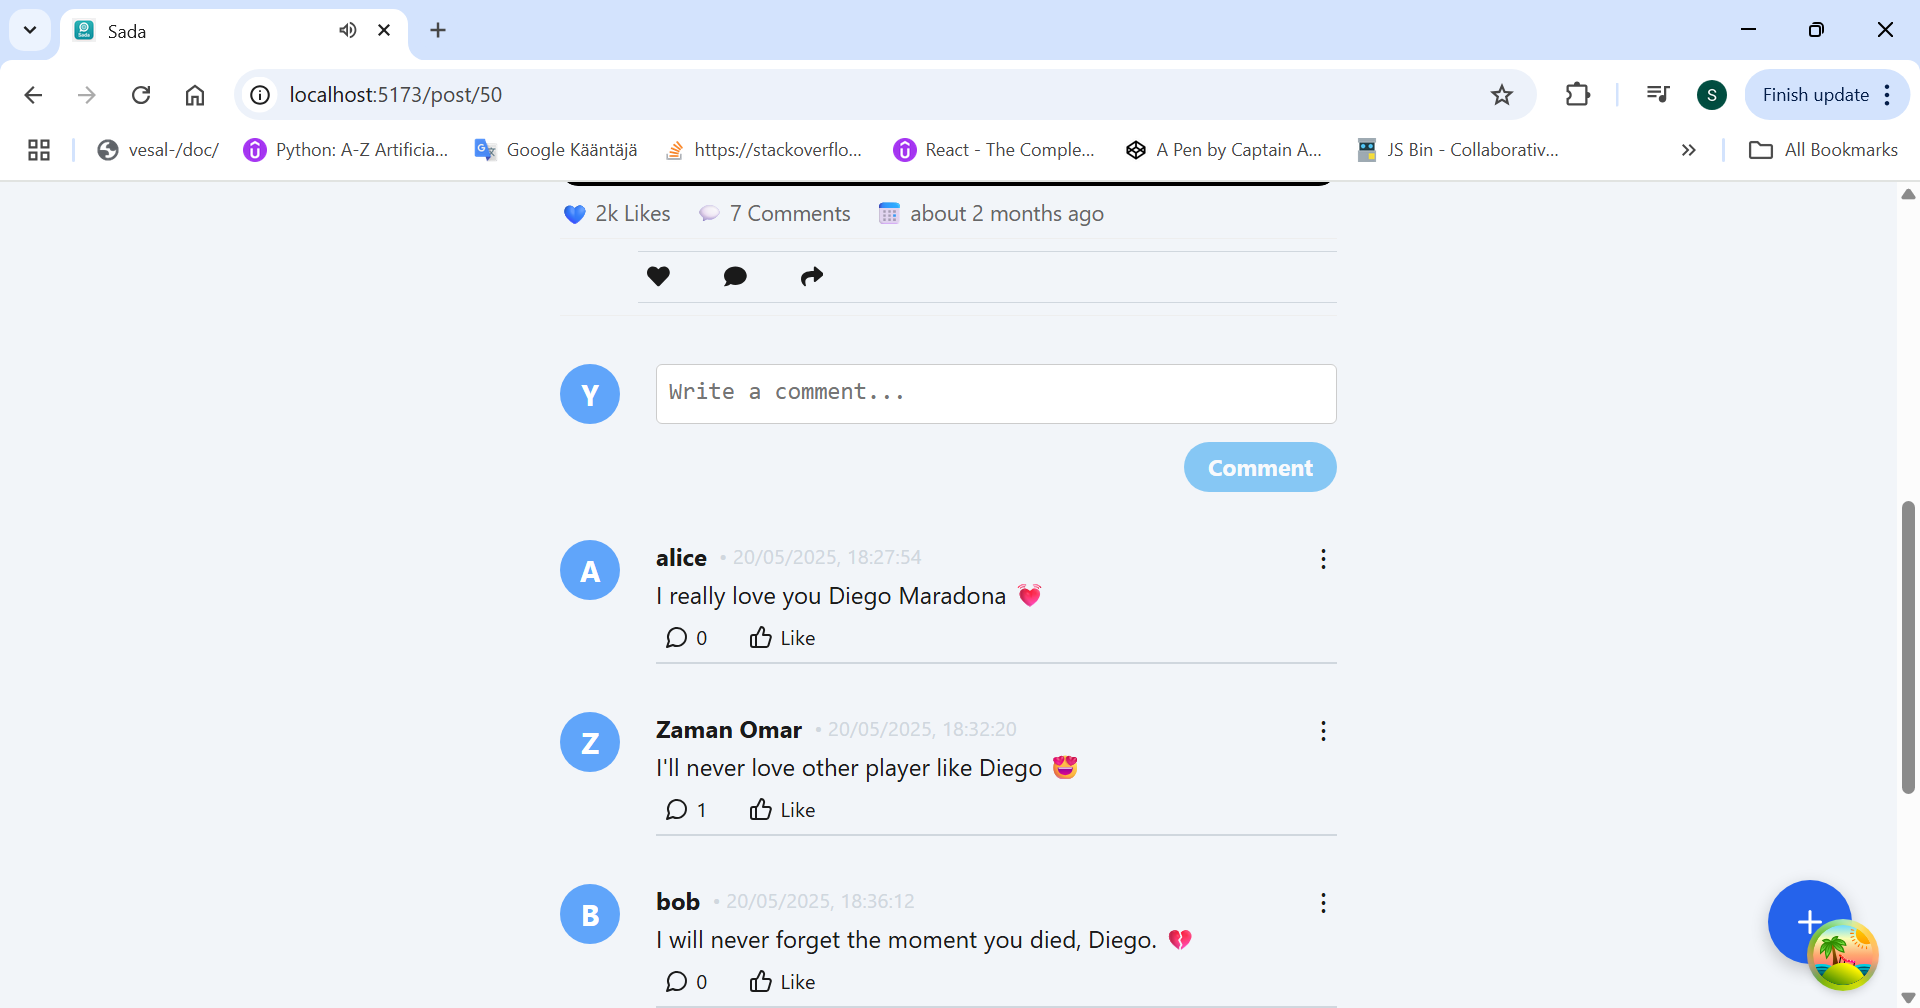 Sada
localhost:5173/post/50
S
Finish update
vesal-/doc/
Python: A-Z Artificia...
Google Kääntäjä
https://stackoverflo...
React - The Comple...
A Pen by Captain A...
JS Bin - Collaborativ...
All Bookmarks
2k Likes
7 Comments
about 2 months ago
Y
Write a comment...
Comment
A
alice • 20/05/2025, 18:27:54
I really love you Diego Maradona 💓
0
Like
Z
Zaman Omar • 20/05/2025, 18:32:20
I'll never love other player like Diego 😍
1
Like
B
bob • 20/05/2025, 18:36:12
I will never forget the moment you died, Diego. 💔
0
Like